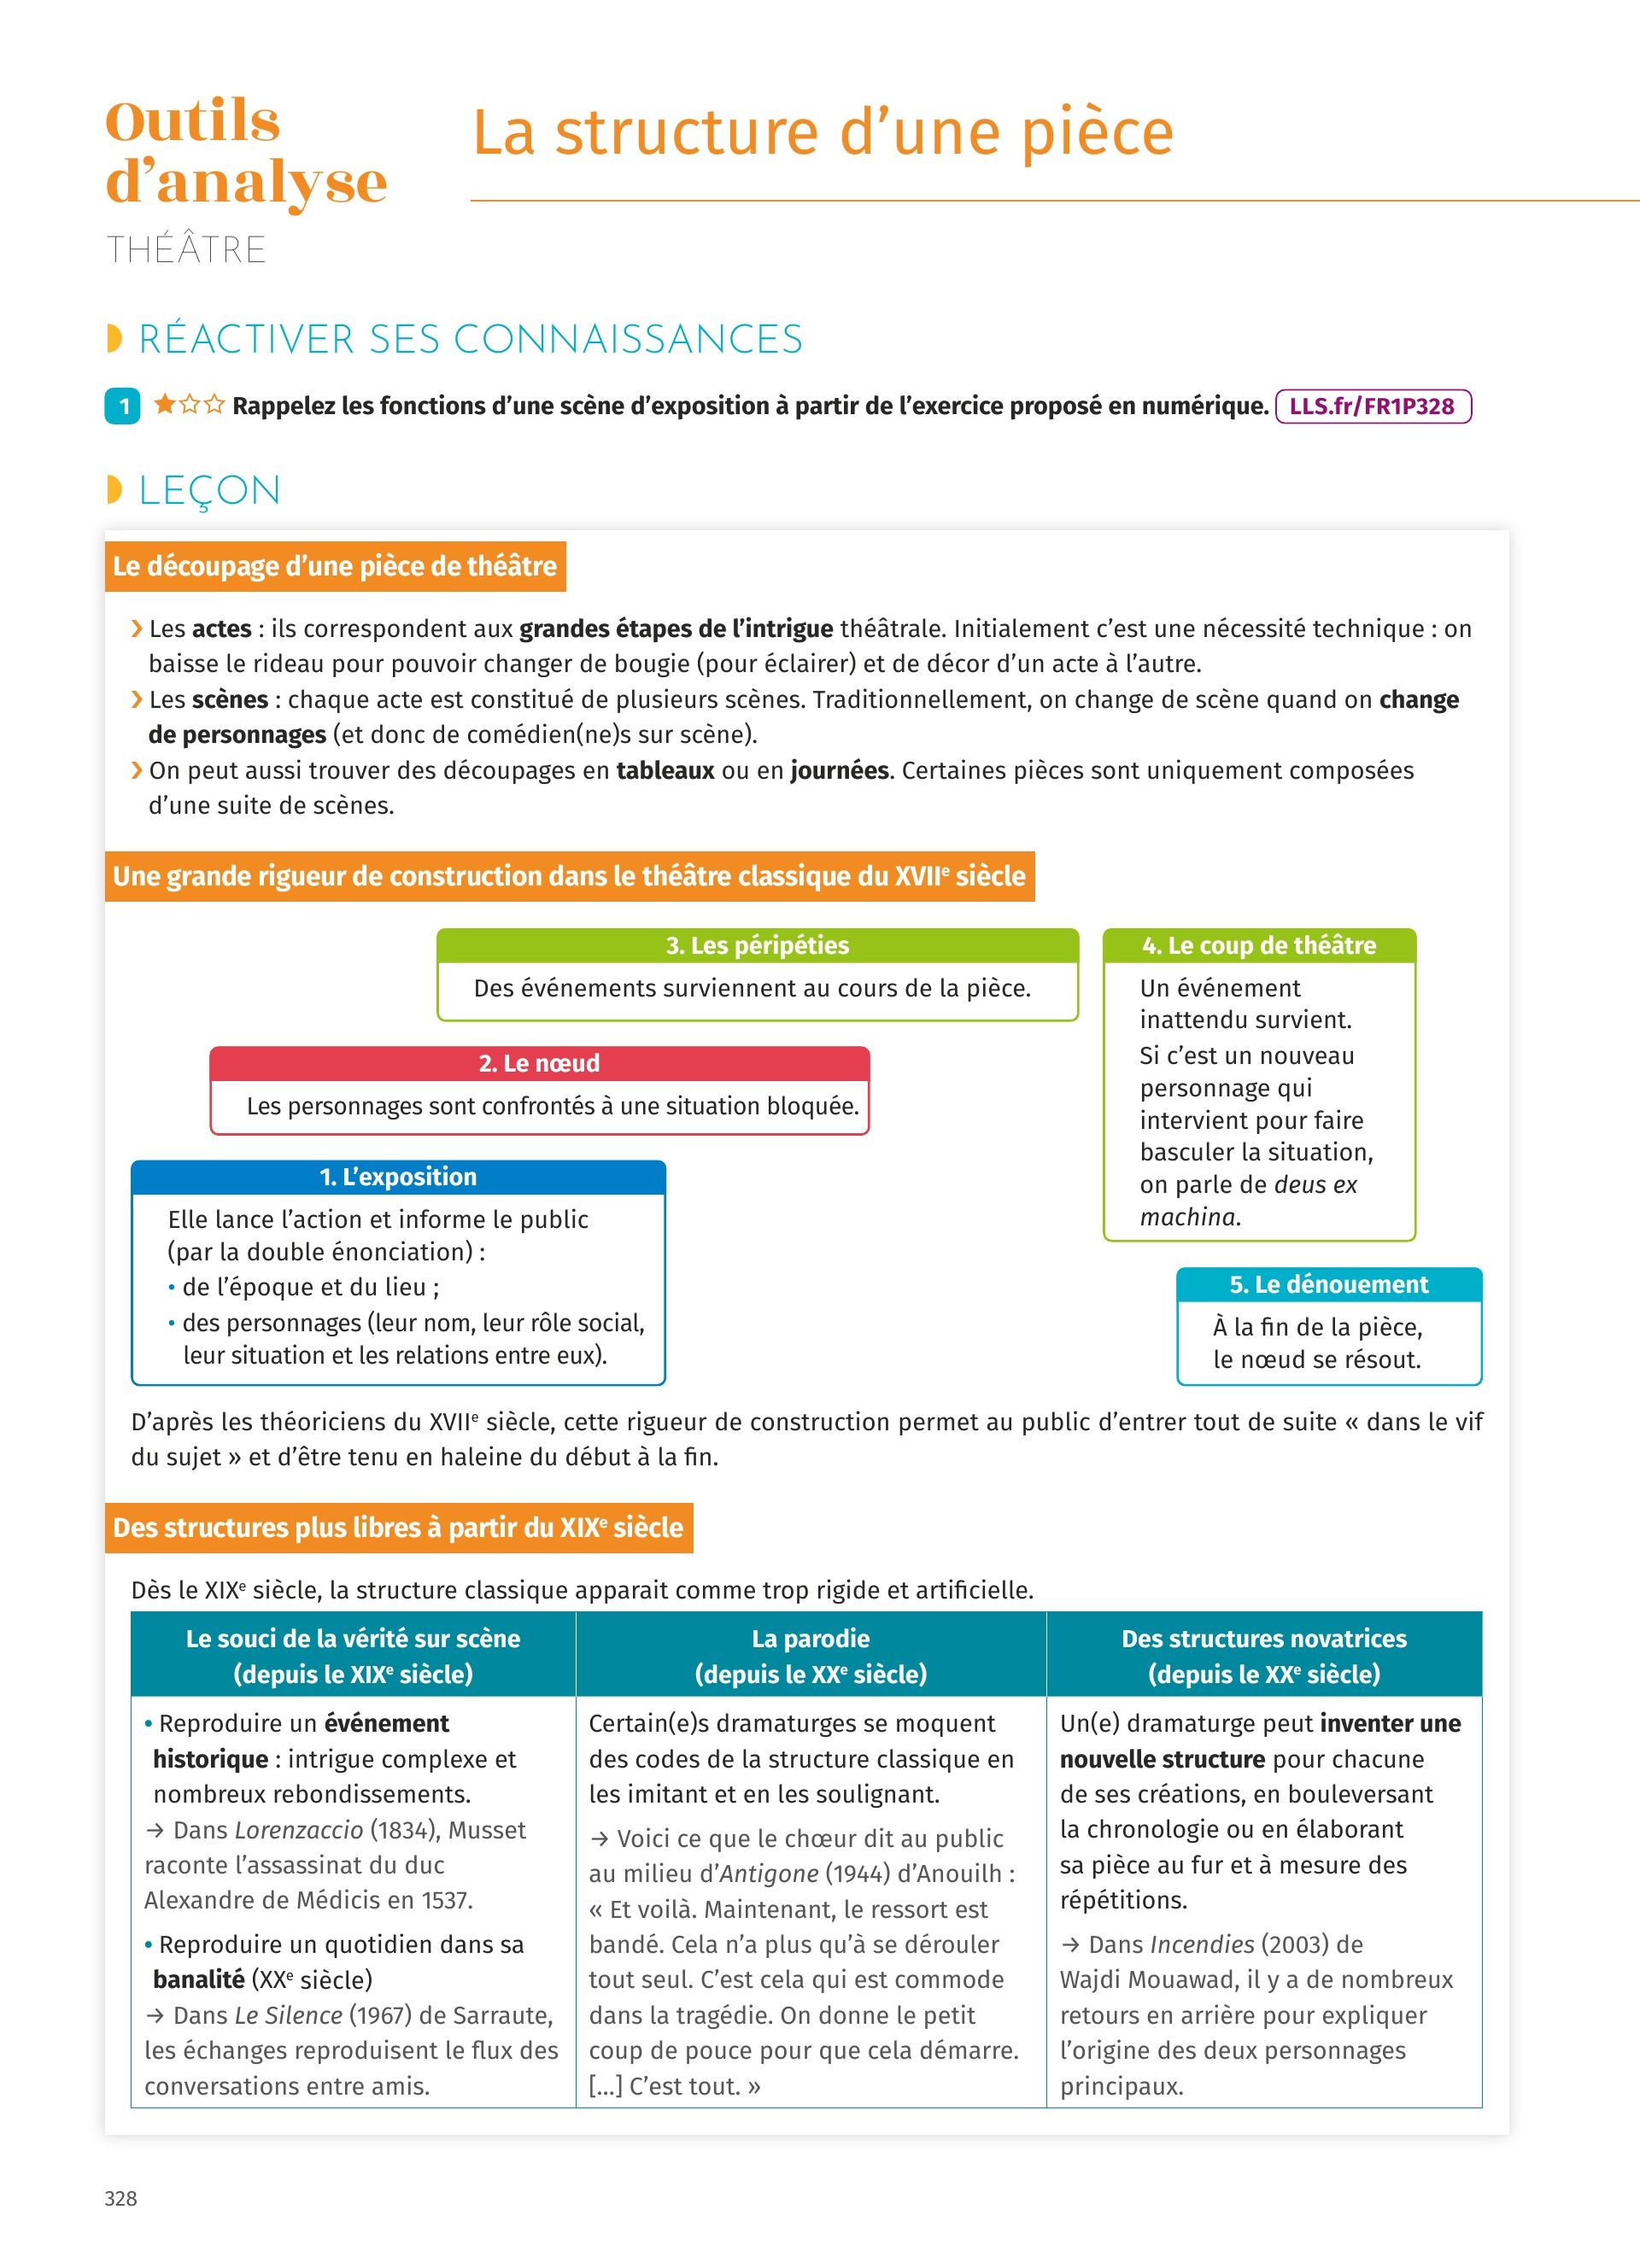 Outils
d’analyse
THÉÂTRE
La structure d’une pièce
RÉACTIVER SES CONNAISSANCES
1 Rappelez les fonctions d’une scène d’exposition à partir de l’exercice proposé en numérique. LLS.fr/FR1P328
LEÇON
Le découpage d’une pièce de théâtre
› Les actes : ils correspondent aux grandes étapes de l’intrigue théâtrale. Initialement c’est une nécessité technique : on
baisse le rideau pour pouvoir changer de bougie (pour éclairer) et de décor d’un acte à l’autre.
› Les scènes : chaque acte est constitué de plusieurs scènes. Traditionnellement, on change de scène quand on change
de personnages (et donc de comédien(ne)s sur scène).
› On peut aussi trouver des découpages en tableaux ou en journées. Certaines pièces sont uniquement composées
d’une suite de scènes.
Une grande rigueur de construction dans le théâtre classique du XVIIe siècle
1. L’exposition
Elle lance l’action et informe le public
(par la double énonciation) :
• de l’époque et du lieu ;
• des personnages (leur nom, leur rôle social,
leur situation et les relations entre eux).
2. Le nœud
Les personnages sont confrontés à une situation bloquée.
3. Les péripéties
Des événements surviennent au cours de la pièce.
4. Le coup de théâtre
Un événement
inattendu survient.
Si c’est un nouveau
personnage qui
intervient pour faire
basculer la situation,
on parle de deus ex
machina.
5. Le dénouement
À la fin de la pièce,
le nœud se résout.
D’après les théoriciens du XVIIe siècle, cette rigueur de construction permet au public d’entrer tout de suite « dans le vif
du sujet » et d’être tenu en haleine du début à la fin.
Des structures plus libres à partir du XIXe siècle
Dès le XIXe siècle, la structure classique apparait comme trop rigide et artificielle.
Le souci de la vérité sur scène
(depuis le XIXe siècle)
• Reproduire un événement
historique : intrigue complexe et
nombreux rebondissements.
→ Dans Lorenzaccio (1834), Musset
raconte l’assassinat du duc
Alexandre de Médicis en 1537.
• Reproduire un quotidien dans sa
banalité (XXe siècle)
→ Dans Le Silence (1967) de Sarraute,
les échanges reproduisent le flux des
conversations entre amis.
La parodie
(depuis le XXe siècle)
Certain(e)s dramaturges se moquent
des codes de la structure classique en
les imitant et en les soulignant.
→ Voici ce que le chœur dit au public
au milieu d’Antigone (1944) d’Anouilh :
« Et voilà. Maintenant, le ressort est
bandé. Cela n’a plus qu’à se dérouler
tout seul. C’est cela qui est commode
dans la tragédie. On donne le petit
coup de pouce pour que cela démarre.
[...] C’est tout. »
Des structures novatrices
(depuis le XXe siècle)
Un(e) dramaturge peut inventer une
nouvelle structure pour chacune
de ses créations, en bouleversant
la chronologie ou en élaborant
sa pièce au fur et à mesure des
répétitions.
→ Dans Incendies (2003) de
Wajdi Mouawad, il y a de nombreux
retours en arrière pour expliquer
l’origine des deux personnages
principaux.
328